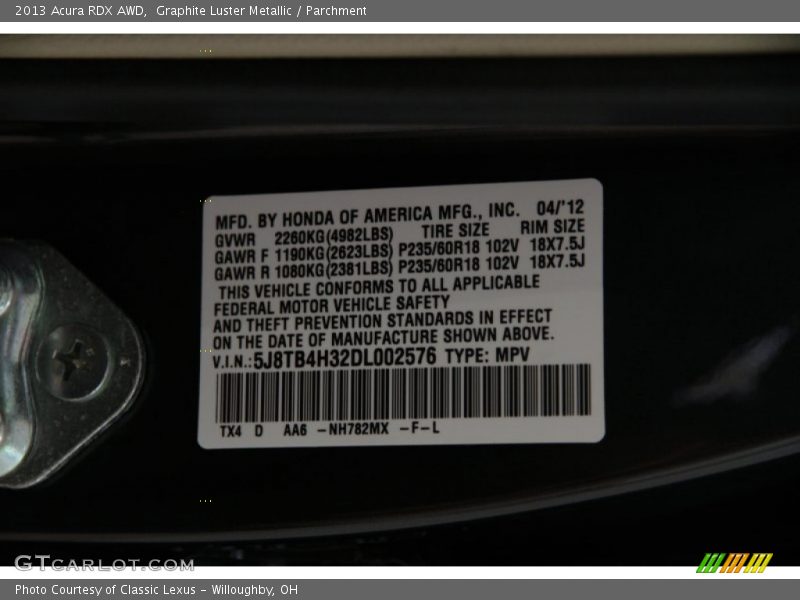 2013 Acura RDX AWD,  Graphite Luster Metallic / Parchment
MFD. BY HONDA OF AMERICA MFG., INC. 04/'12
GVWR 2260KG(4982LBS) TIRE SIZE RIM SIZE
GAWR F 1190KG(2623LBS) P235/60R18 102V 18X7.5J
GAWR R 1080KG(2381LBS) P235/60R18 102V 18X7.5J
THIS VEHICLE CONFORMS TO ALL APPLICABLE
FEDERAL MOTOR VEHICLE SAFETY
AND THEFT PREVENTION STANDARDS IN EFFECT
ON THE DATE OF MANUFACTURE SHOWN ABOVE.
V.I.N.:5J8TB4H32DL002576 TYPE: MPV
TX4 D AA6 -NH782MX -F-L
GTCARLOT.COM
Photo Courtesy of Classic Lexus - Willoughby, OH